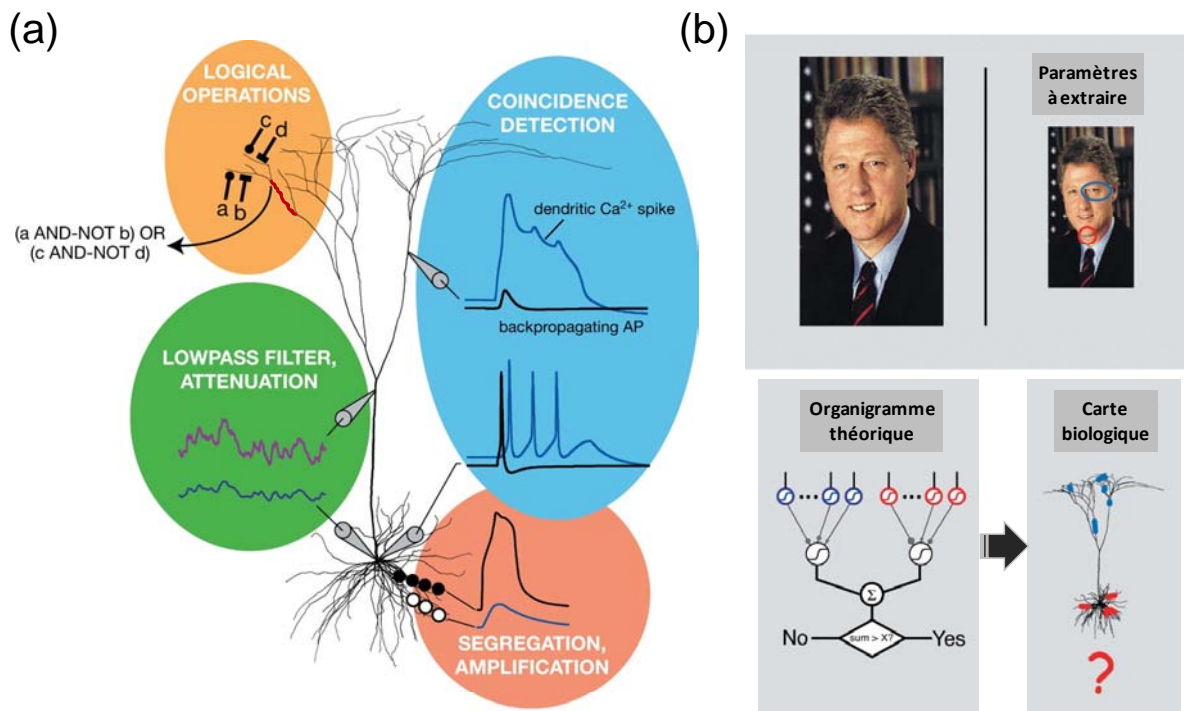 (a)
LOGICAL
OPERATIONS
c
d
a
b
(a AND-NOT b) OR
(c AND-NOT d)
COINCIDENCE
DETECTION
dendritic Ca²⁺ spike
backpropagating AP
LOWPASS FILTER,
ATTENUATION
SEGREGATION,
AMPLIFICATION
(b)
Paramètres
à extraire
Organigramme
théorique
Σ
No
sum > X?
Yes
Carte
biologique
?